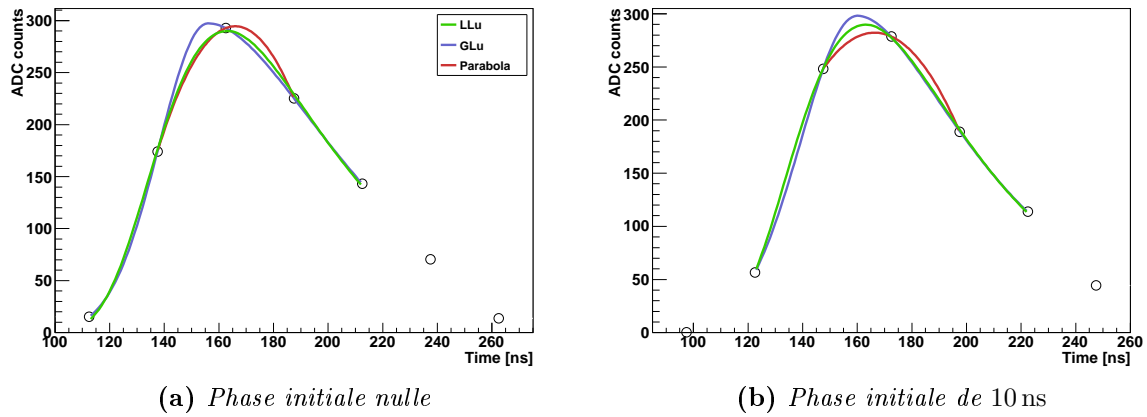 ADC counts
300
250
200
150
100
50
0
100 120 140 160 180 200 220 240 260
Time [ns]
LLu
GLu
Parabola
(a) Phase initiale nulle
ADC counts
300
250
200
150
100
50
0
100 120 140 160 180 200 220 240 260
Time [ns]
(b) Phase initiale de 10 ns